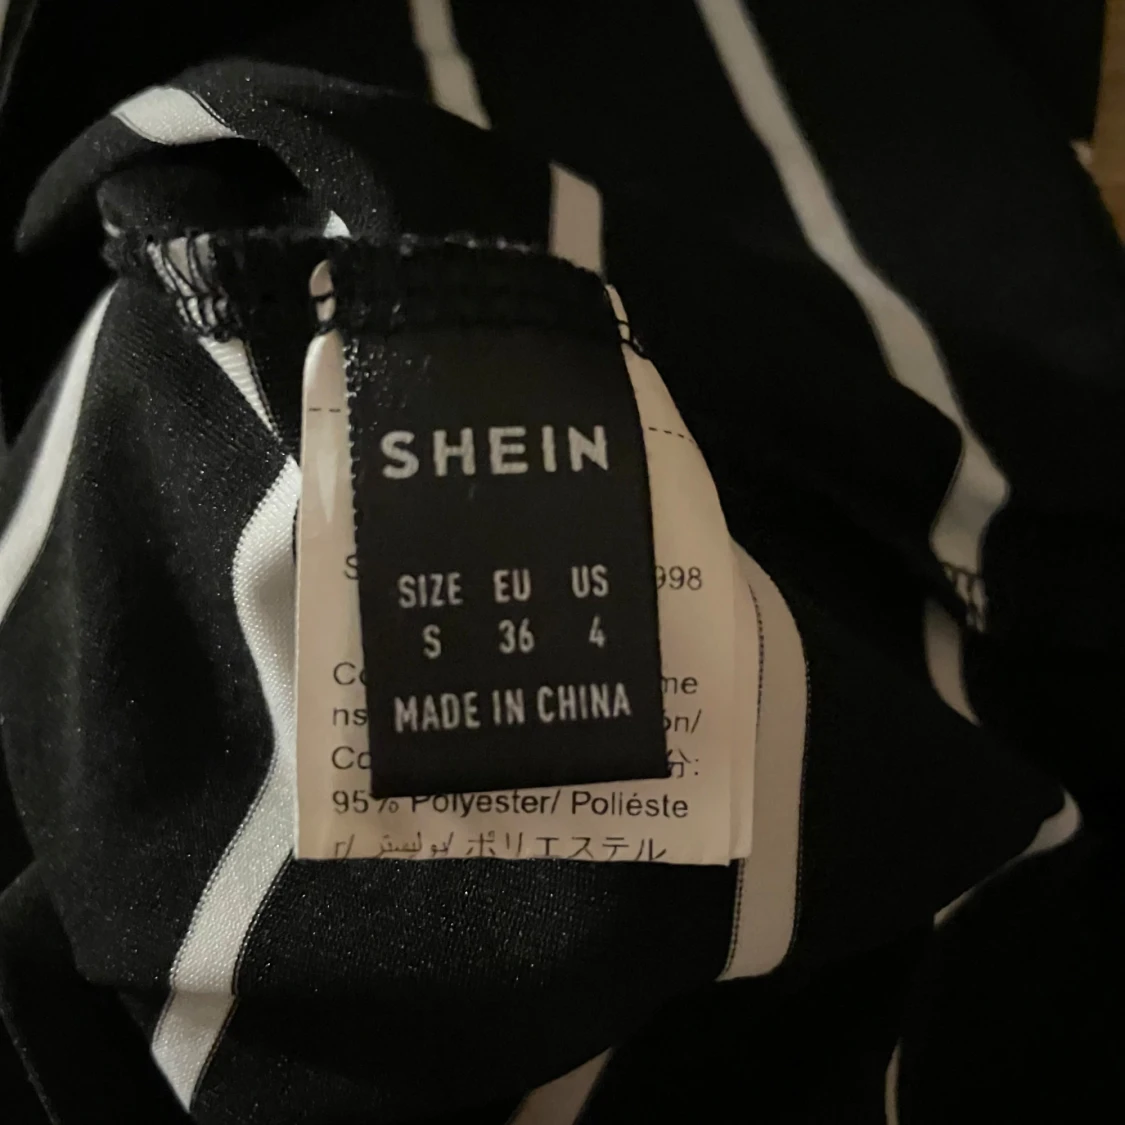 SHEIN
SIZE EU US
S 36 4
MADE IN CHINA
998
95% Polyester/ Poliéste
r/ بوليستر/ ポリエステル